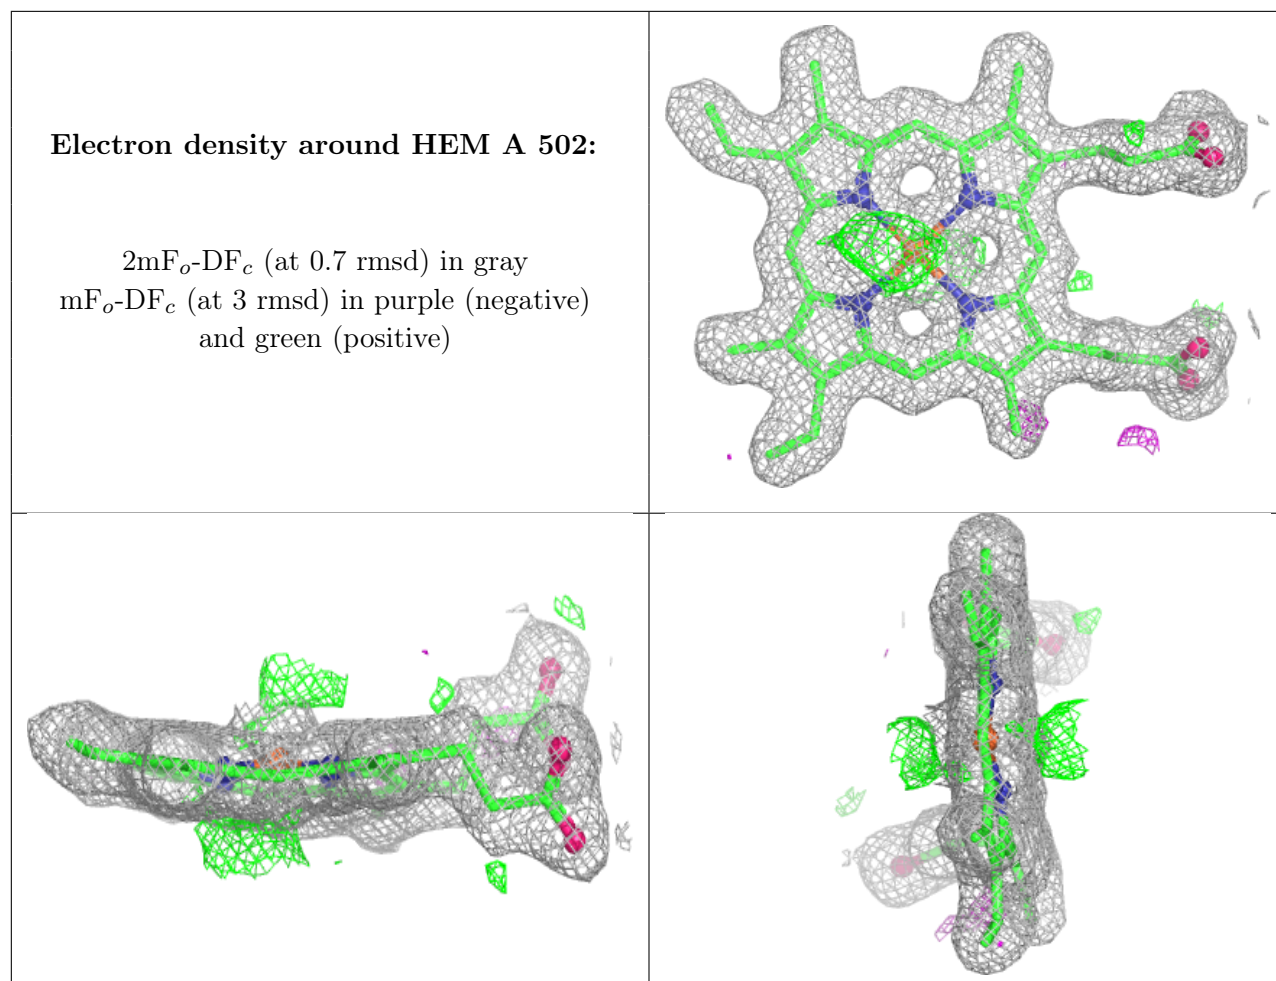 Electron density around HEM A 502:
2mF𝑜-DF𝑐 (at 0.7 rmsd) in gray
mF𝑜-DF𝑐 (at 3 rmsd) in purple (negative)
and green (positive)